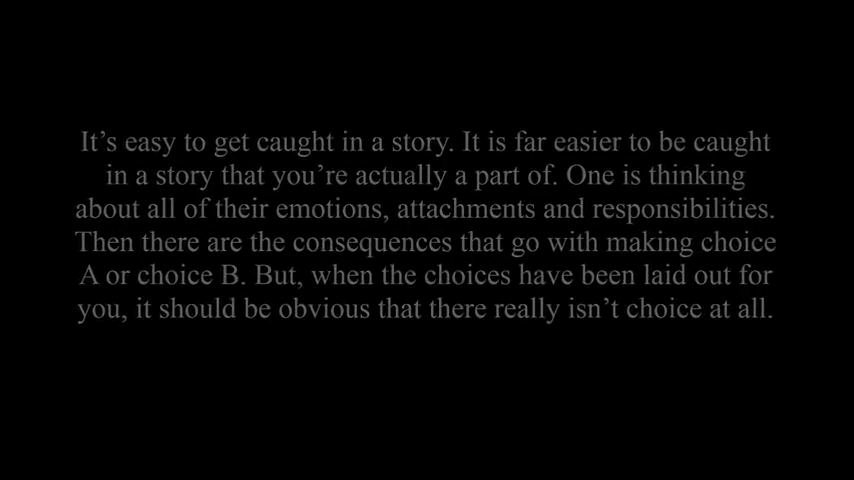 It’s easy to get caught in a story. It is far easier to be caught
in a story that you’re actually a part of. One is thinking
about all of their emotions, attachments and responsibilities.
Then there are the consequences that go with making choice
A or choice B. But, when the choices have been laid out for
you, it should be obvious that there really isn’t choice at all.